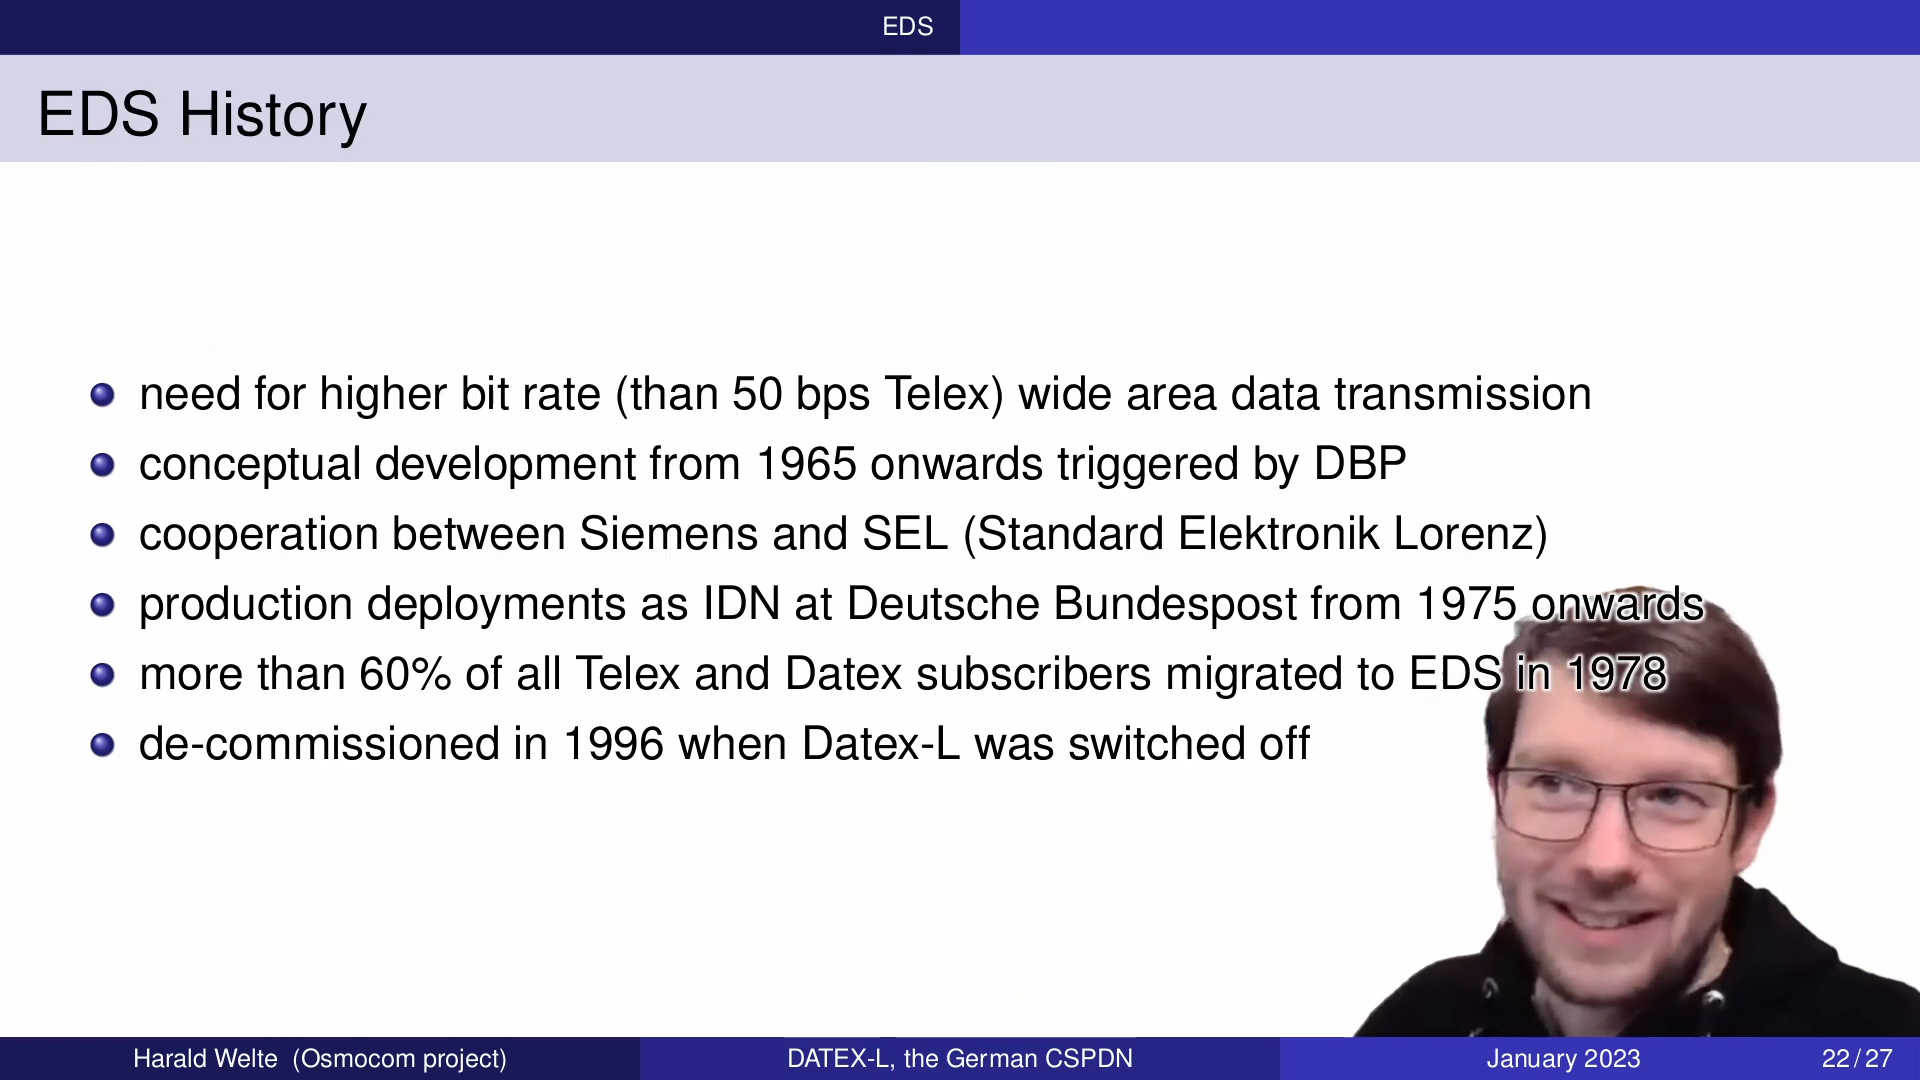 EDS
EDS History
need for higher bit rate (than 50 bps Telex) wide area data transmission
conceptual development from 1965 onwards triggered by DBP
cooperation between Siemens and SEL (Standard Elektronik Lorenz)
production deployments as IDN at Deutsche Bundespost from 1975 onwards
more than 60% of all Telex and Datex subscribers migrated to EDS in 1978
de-commissioned in 1996 when Datex-L was switched off
Harald Welte (Osmocom project) DATEX-L, the German CSPDN January 2023 22 / 27